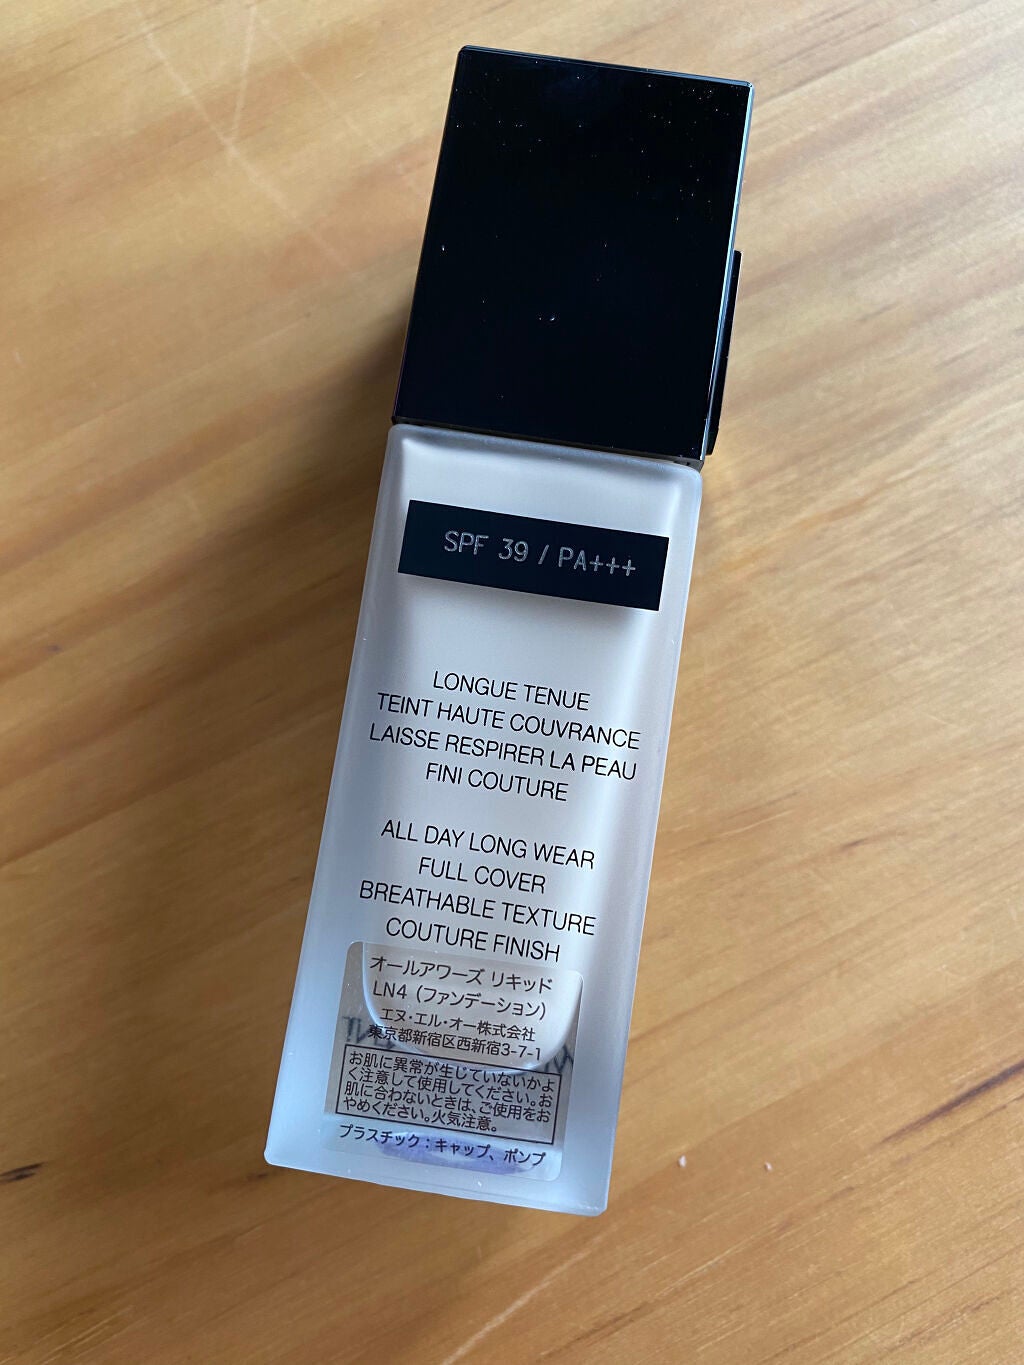 SPF 39 / PA+++
LONGUE TENUE
TEINT HAUTE COUVRANCE
LAISSE RESPIRER LA PEAU
FINI COUTURE
ALL DAY LONG WEAR
FULL COVER
BREATHABLE TEXTURE
COUTURE FINISH
オールアワーズ リキッド
LN4（ファンデーション）
エヌ・エル・オー株式会社
東京都新宿区西新宿3-7-1
お肌に異常が生じていないかよ
く注意して使用してください。お
肌に合わないときは、ご使用をお
やめください。火気注意。
プラスチック：キャップ、ポンプ